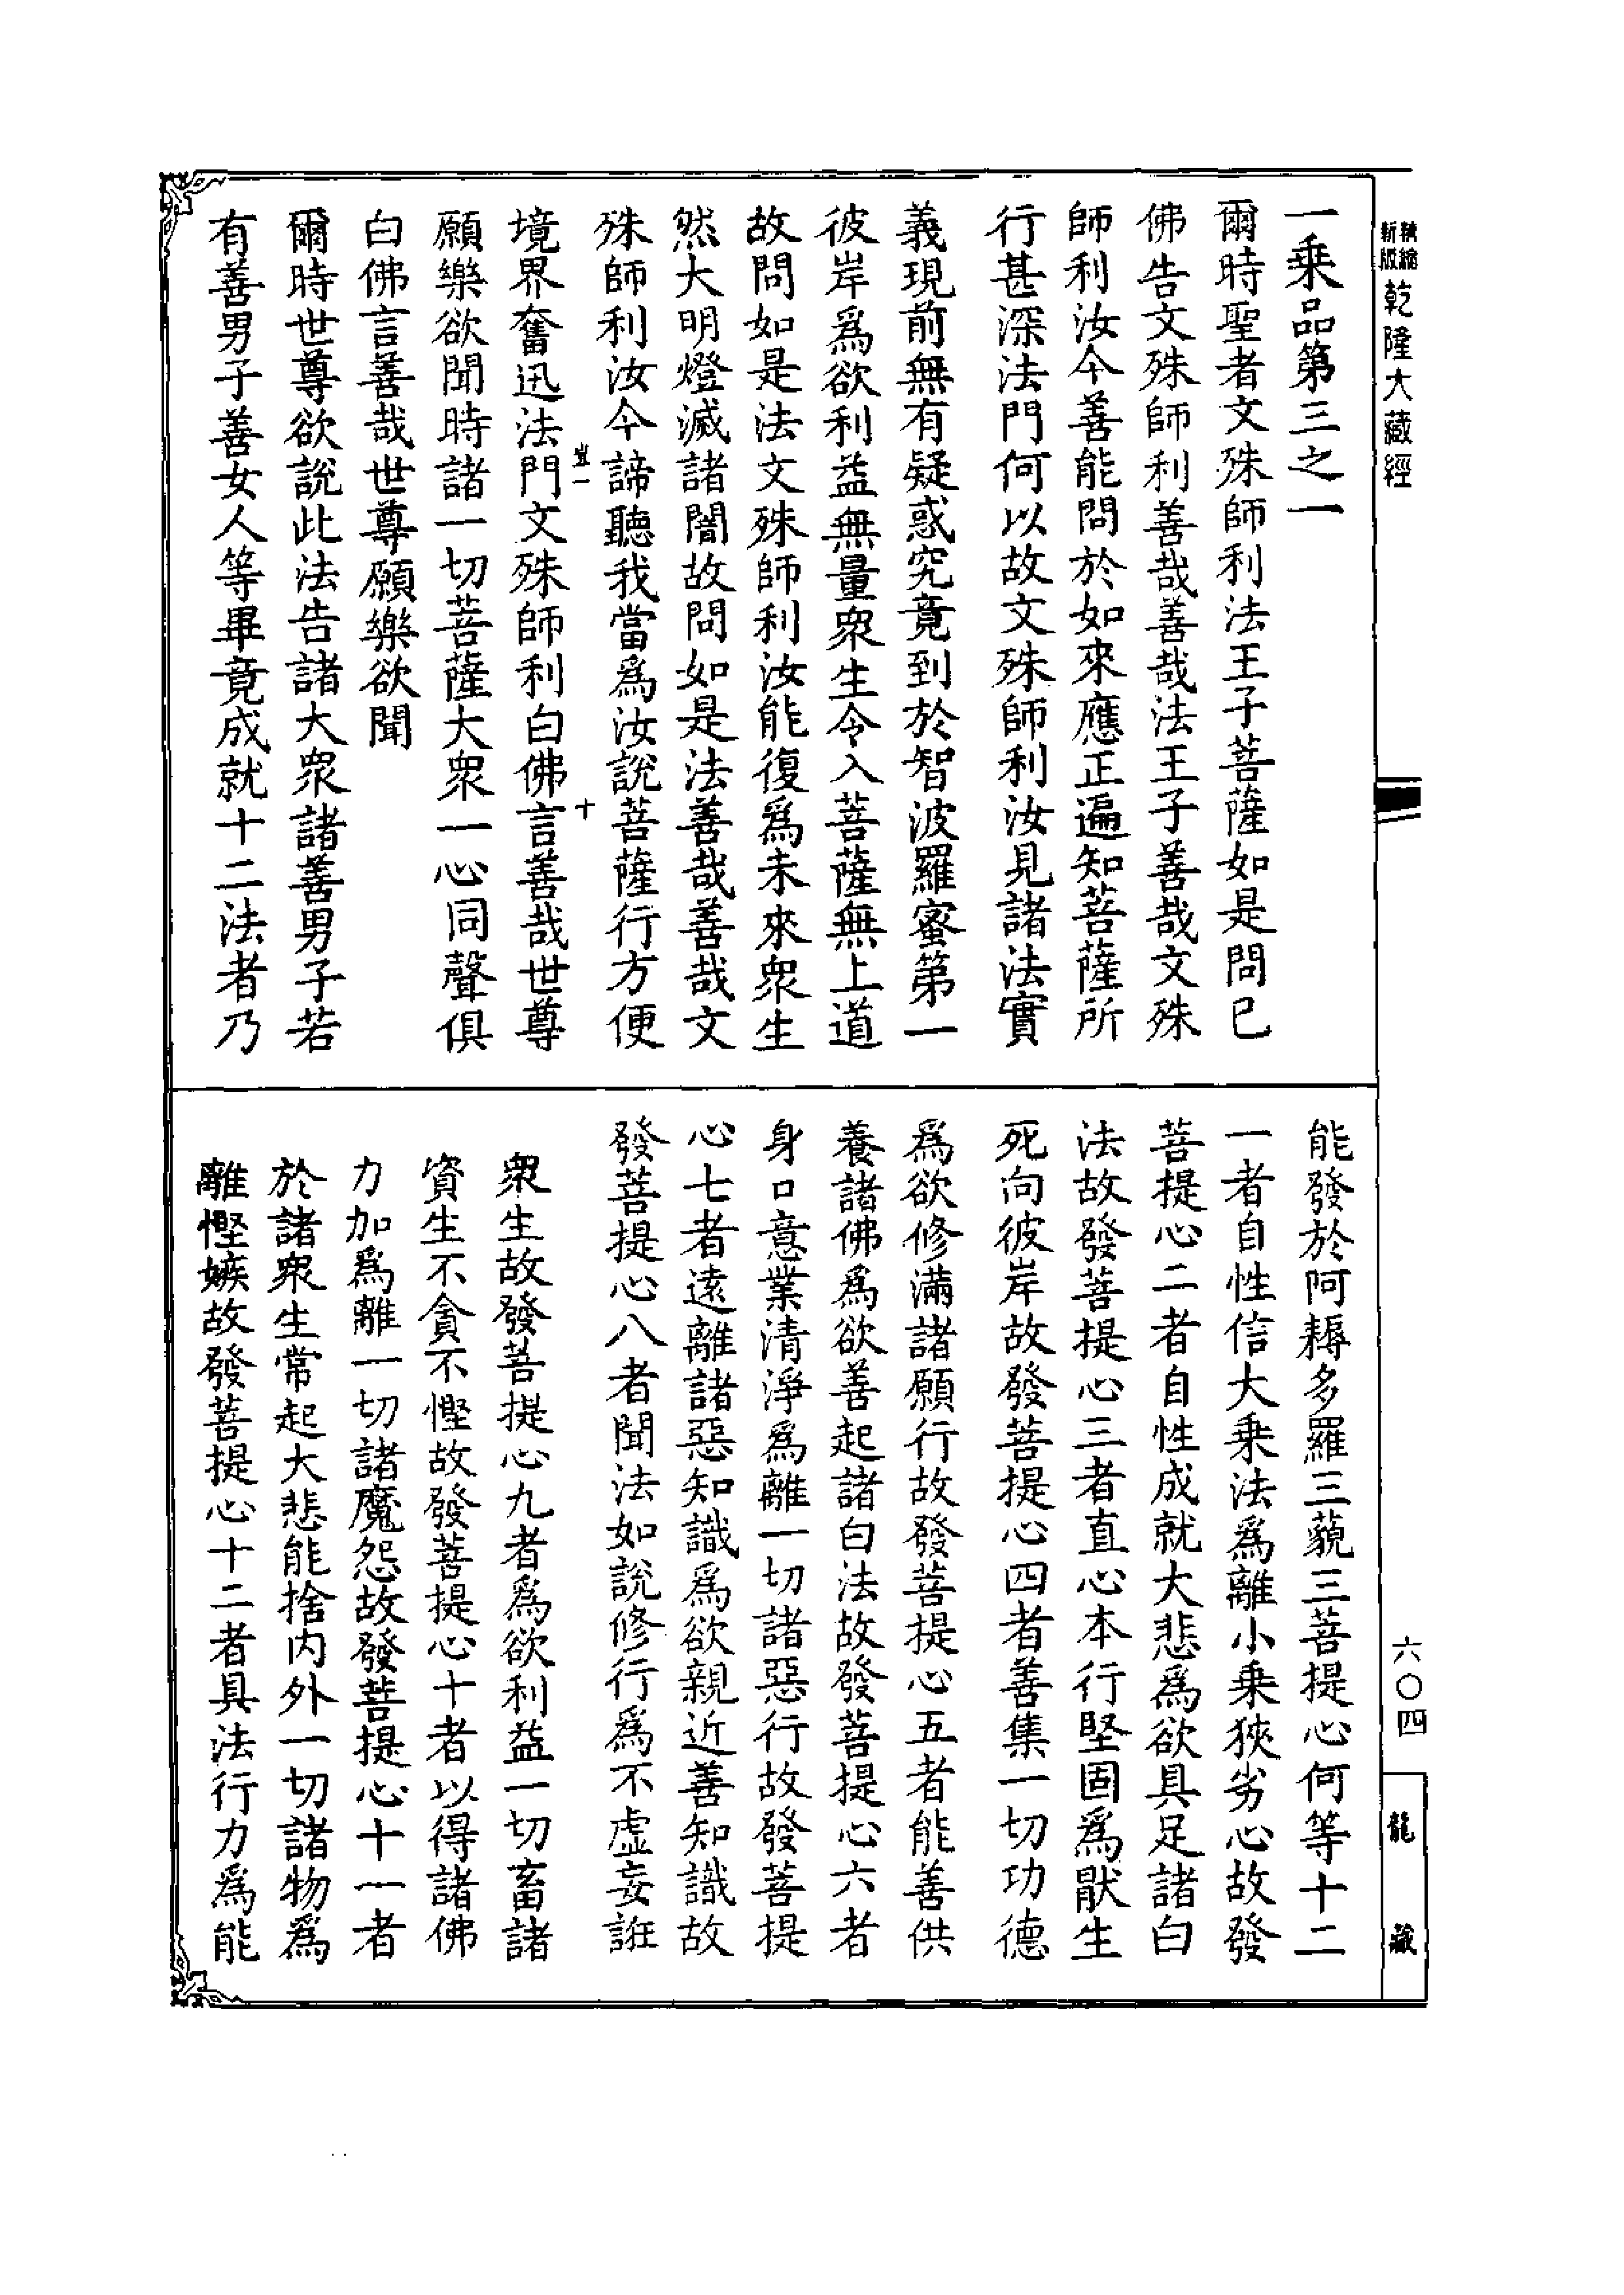 精縮新版乾隆大藏經
一乗品第三之一
爾時聖者文殊師利法王子菩薩如是問已
佛告文殊師利善哉善哉法王子善哉文殊
師利汝今善能問於如來應正遍知菩薩所
行甚深法門何以故文殊師利汝見諸法實
義現前無有疑惑究竟到於智波羅蜜第一
彼岸爲欲利益無量衆生令入菩薩無上道
故問如是法文殊師利汝能復爲未來衆生
然大明燈滅諸闇故問如是法善哉善哉文
殊師利汝今諦聽我當爲汝說菩薩行方便
一 十
境界奮迅法門文殊師利白佛言善哉世尊
願樂欲聞時諸一切菩薩大衆一心同聲俱
白佛言善哉世尊願樂欲聞
爾時世尊欲說此法告諸大衆諸善男子若
有善男子善女人等畢竟成就十二法者乃
能發於阿耨多羅三藐三菩提心何等十二
一者自性信大乗法爲離小乗狹劣心故發
菩提心二者自性成就大悲爲欲具足諸白
法故發菩提心三者直心本行堅固爲猒生
死向彼岸故發菩提心四者善集一切功德
爲欲修滿諸願行故發菩提心五者能善供
養諸佛爲欲善起諸白法故發菩提心六者
身口意業清淨爲離一切諸惡行故發菩提
心七者遠離諸惡知識爲欲親近善知識故
發菩提心八者聞法如說修行爲不虛妄誑
衆生故發菩提心九者爲欲利益一切畜諸
資生不貪不慳故發菩提心十者以得諸佛
力加爲離一切諸魔怨故發菩提心十一者
於諸衆生常起大悲能捨内外一切諸物爲
離慳嫉故發菩提心十二者具法行力爲能
六〇四
龍藏